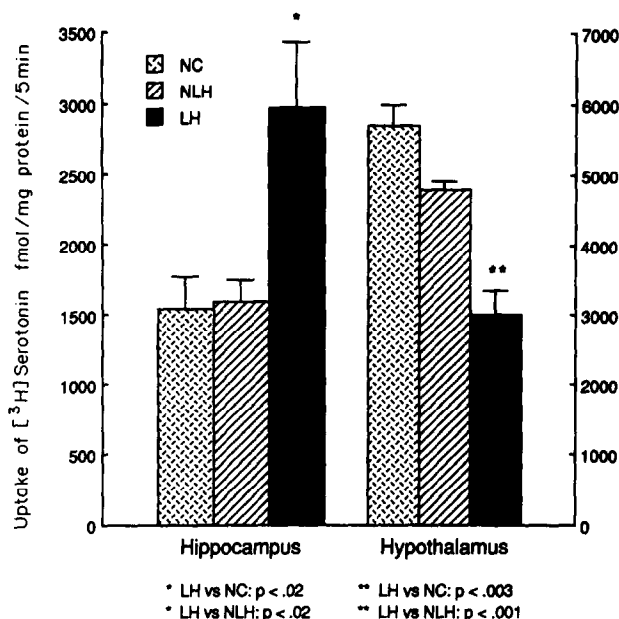 *
3500
3000
2500
2000
1500
1000
500
0
7000
6000
5000
4000
3000
2000
1000
0
NC
NLH
LH
**
Uptake of [³H] Serotonin fmol/mg protein/5min
Hippocampus Hypothalamus
* LH vs NC: p < .02 ** LH vs NC: p < .003
* LH vs NLH: p < .02 ** LH vs NLH: p < .001